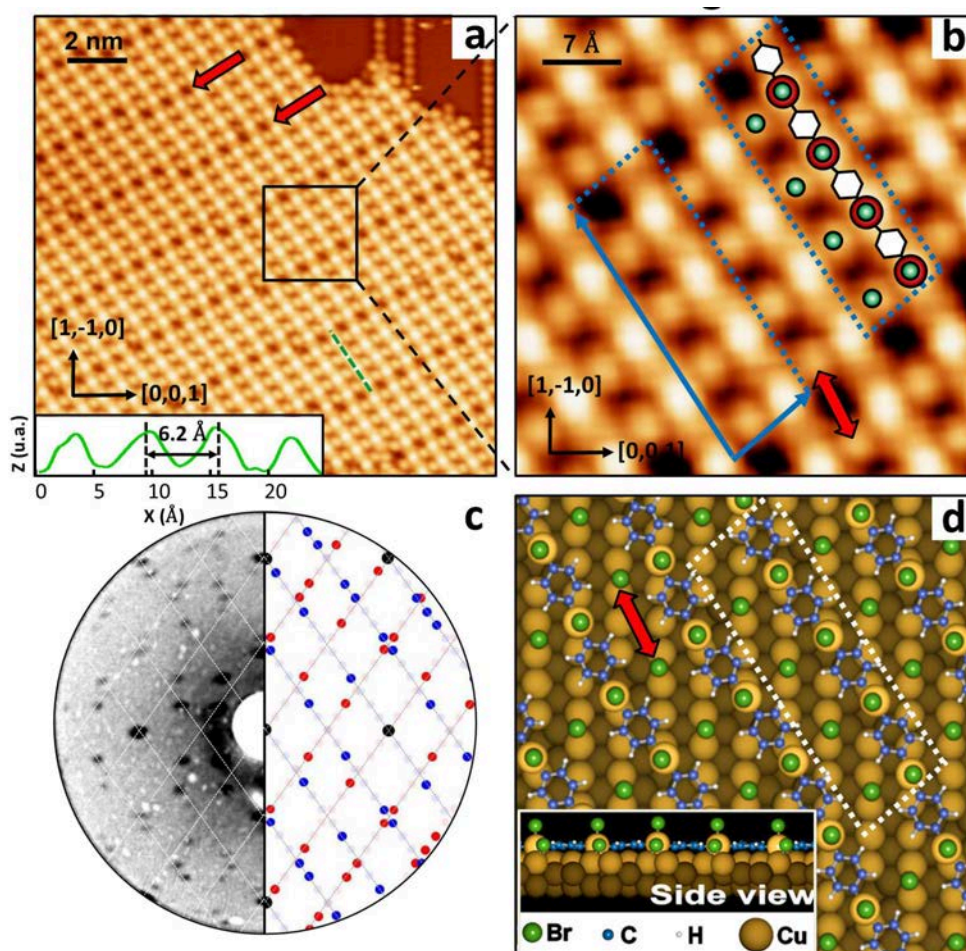 2 nm
a
[1,-1,0]
[0,0,1]
Z (u.a.)
6.2 Å
0 5 10 15 20
X (Å)
7 Å
b
[1,-1,0]
[0,0,1]
c
d
Side view
Br C H Cu